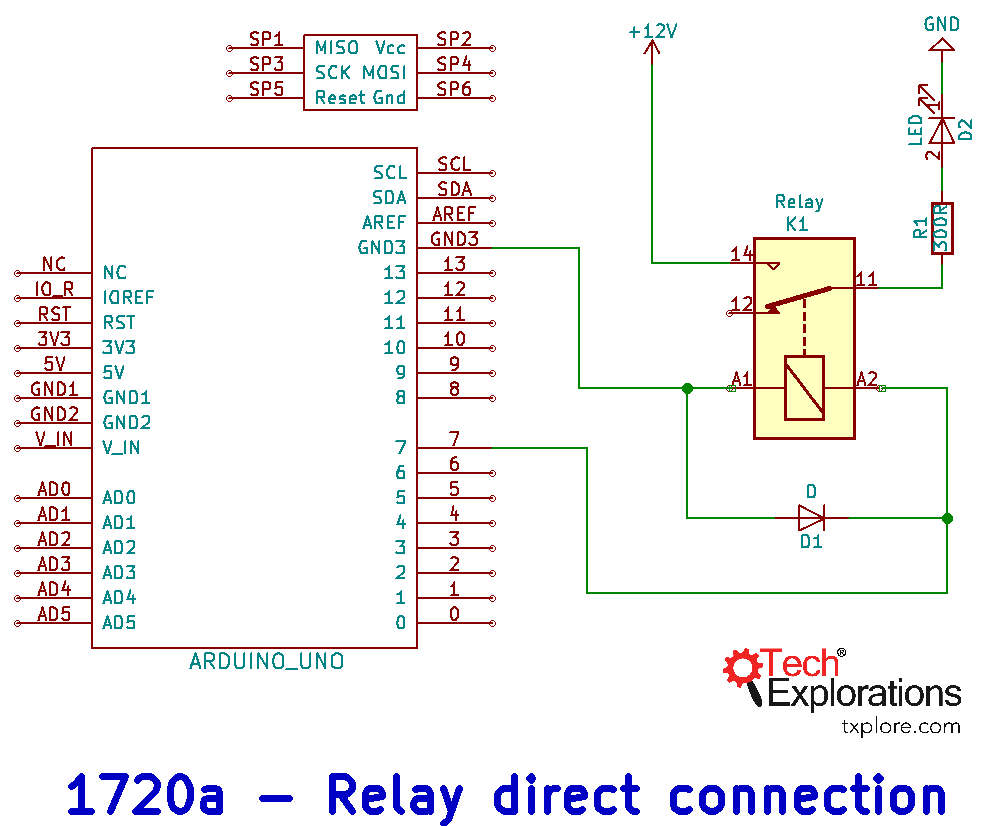 SP1 MISO Vcc SP2
SP3 SCK MOSI SP4
SP5 Reset Gnd SP6
+12V
GND
LED 1 2 D2
R1 300R
Relay
K1
14
11
12
A1 A2
D
D1
SCL SCL
SDA SDA
AREF AREF
GND3 GND3
NC NC 13 13
IO_R IOREF 12 12
RST RST 11 11
3V3 3V3 10 10
5V 5V 9 9
GND1 GND1 8 8
GND2 GND2
V_IN V_IN 7 7
6 6
AD0 AD0 5 5
AD1 AD1 4 4
AD2 AD2 3 3
AD3 AD3 2 2
AD4 AD4 1 1
AD5 AD5 0 0
ARDUINO_UNO
Tech®
Explorations
txplore.com
1720a – Relay direct connection